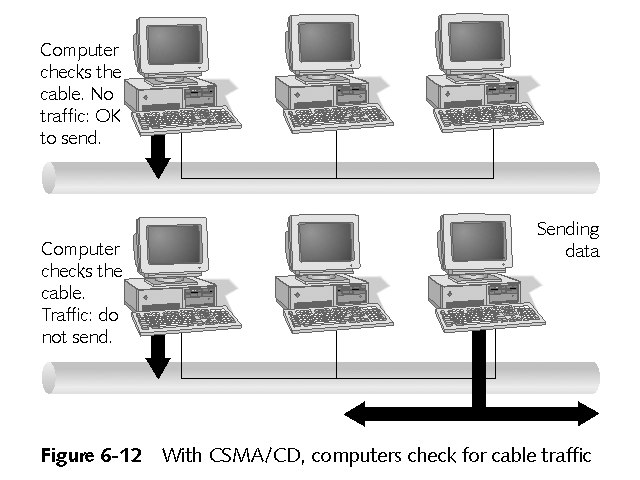 Computer
checks the
cable. No
traffic: OK
to send.
Sending
data
Computer
checks the
cable.
Traffic: do
not send.
Figure 6-12 With CSMA/CD, computers check for cable traffic